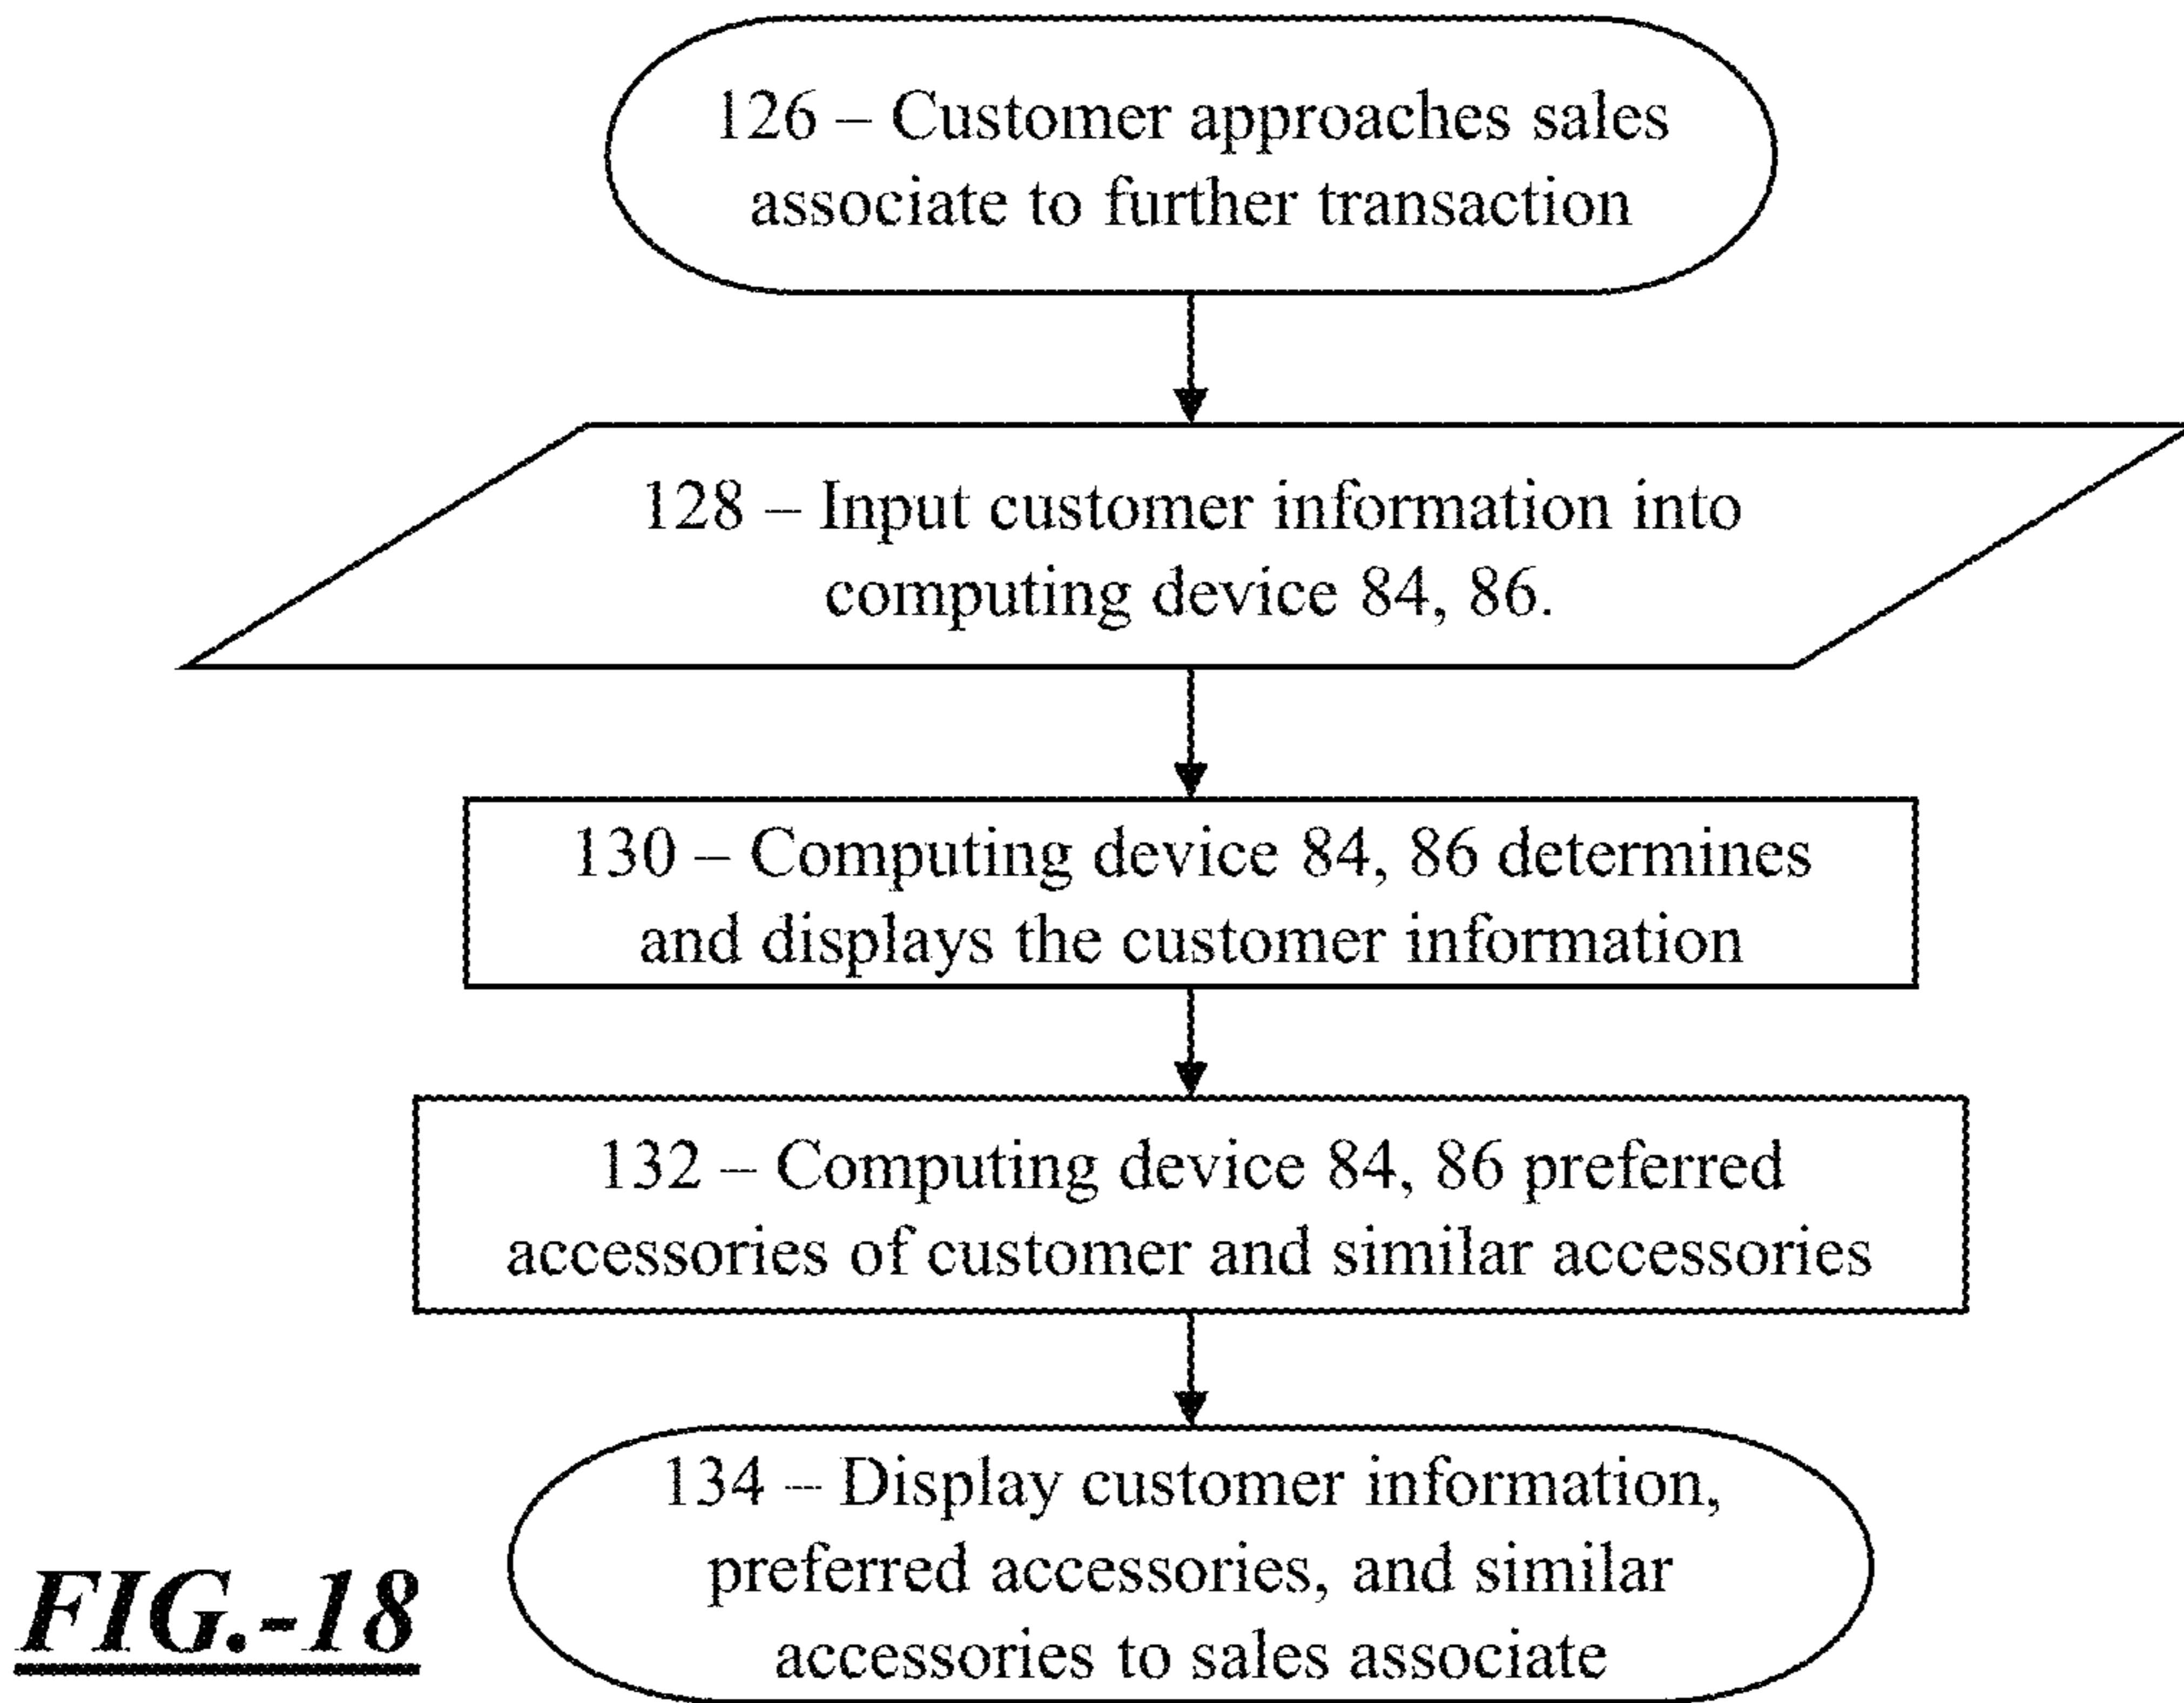 126 – Customer approaches sales
associate to further transaction
128 – Input customer information into
computing device 84, 86.
130 – Computing device 84, 86 determines
and displays the customer information
132 – Computing device 84, 86 preferred
accessories of customer and similar accessories
134 – Display customer information,
preferred accessories, and similar
accessories to sales associate
FIG.-18